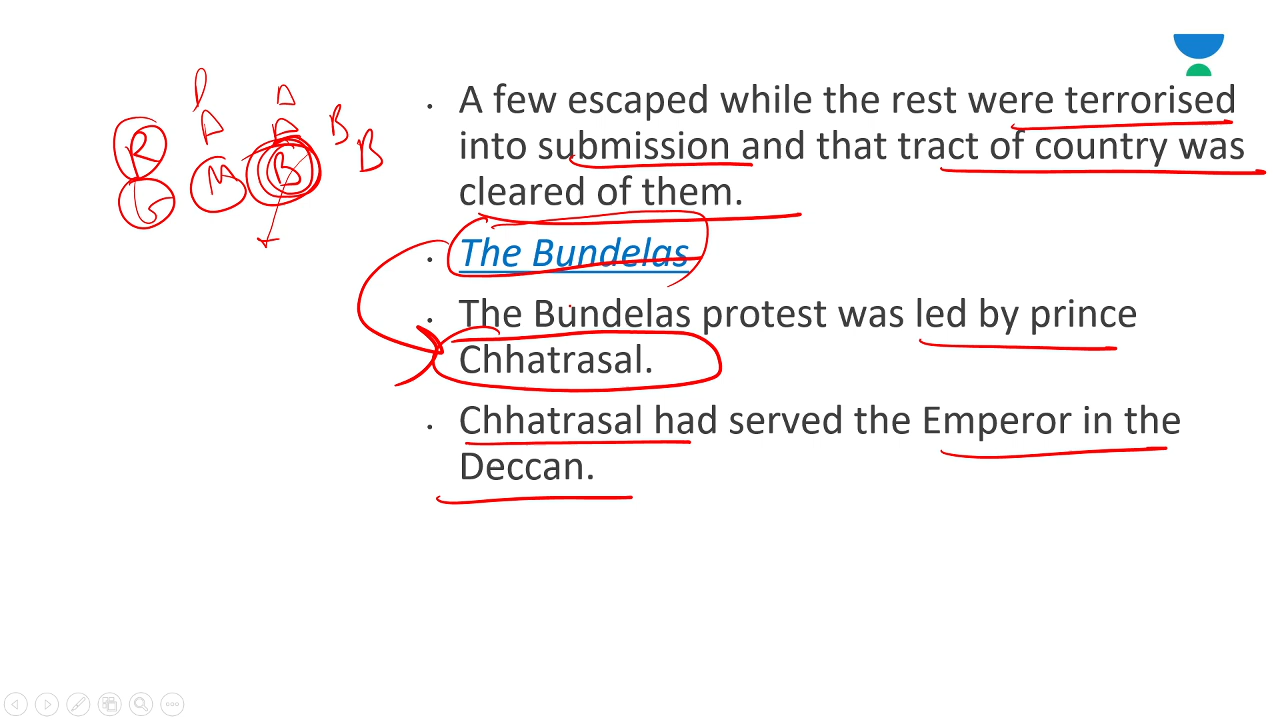 A few escaped while the rest were terrorised
into submission and that tract of country was
cleared of them.
The Bundelas
The Bundelas protest was led by prince
Chhatrasal.
Chhatrasal had served the Emperor in the
Deccan.
R
M
B
B
B